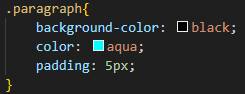 .paragraph{
    background-color: black;
    color: aqua;
    padding: 5px;
}